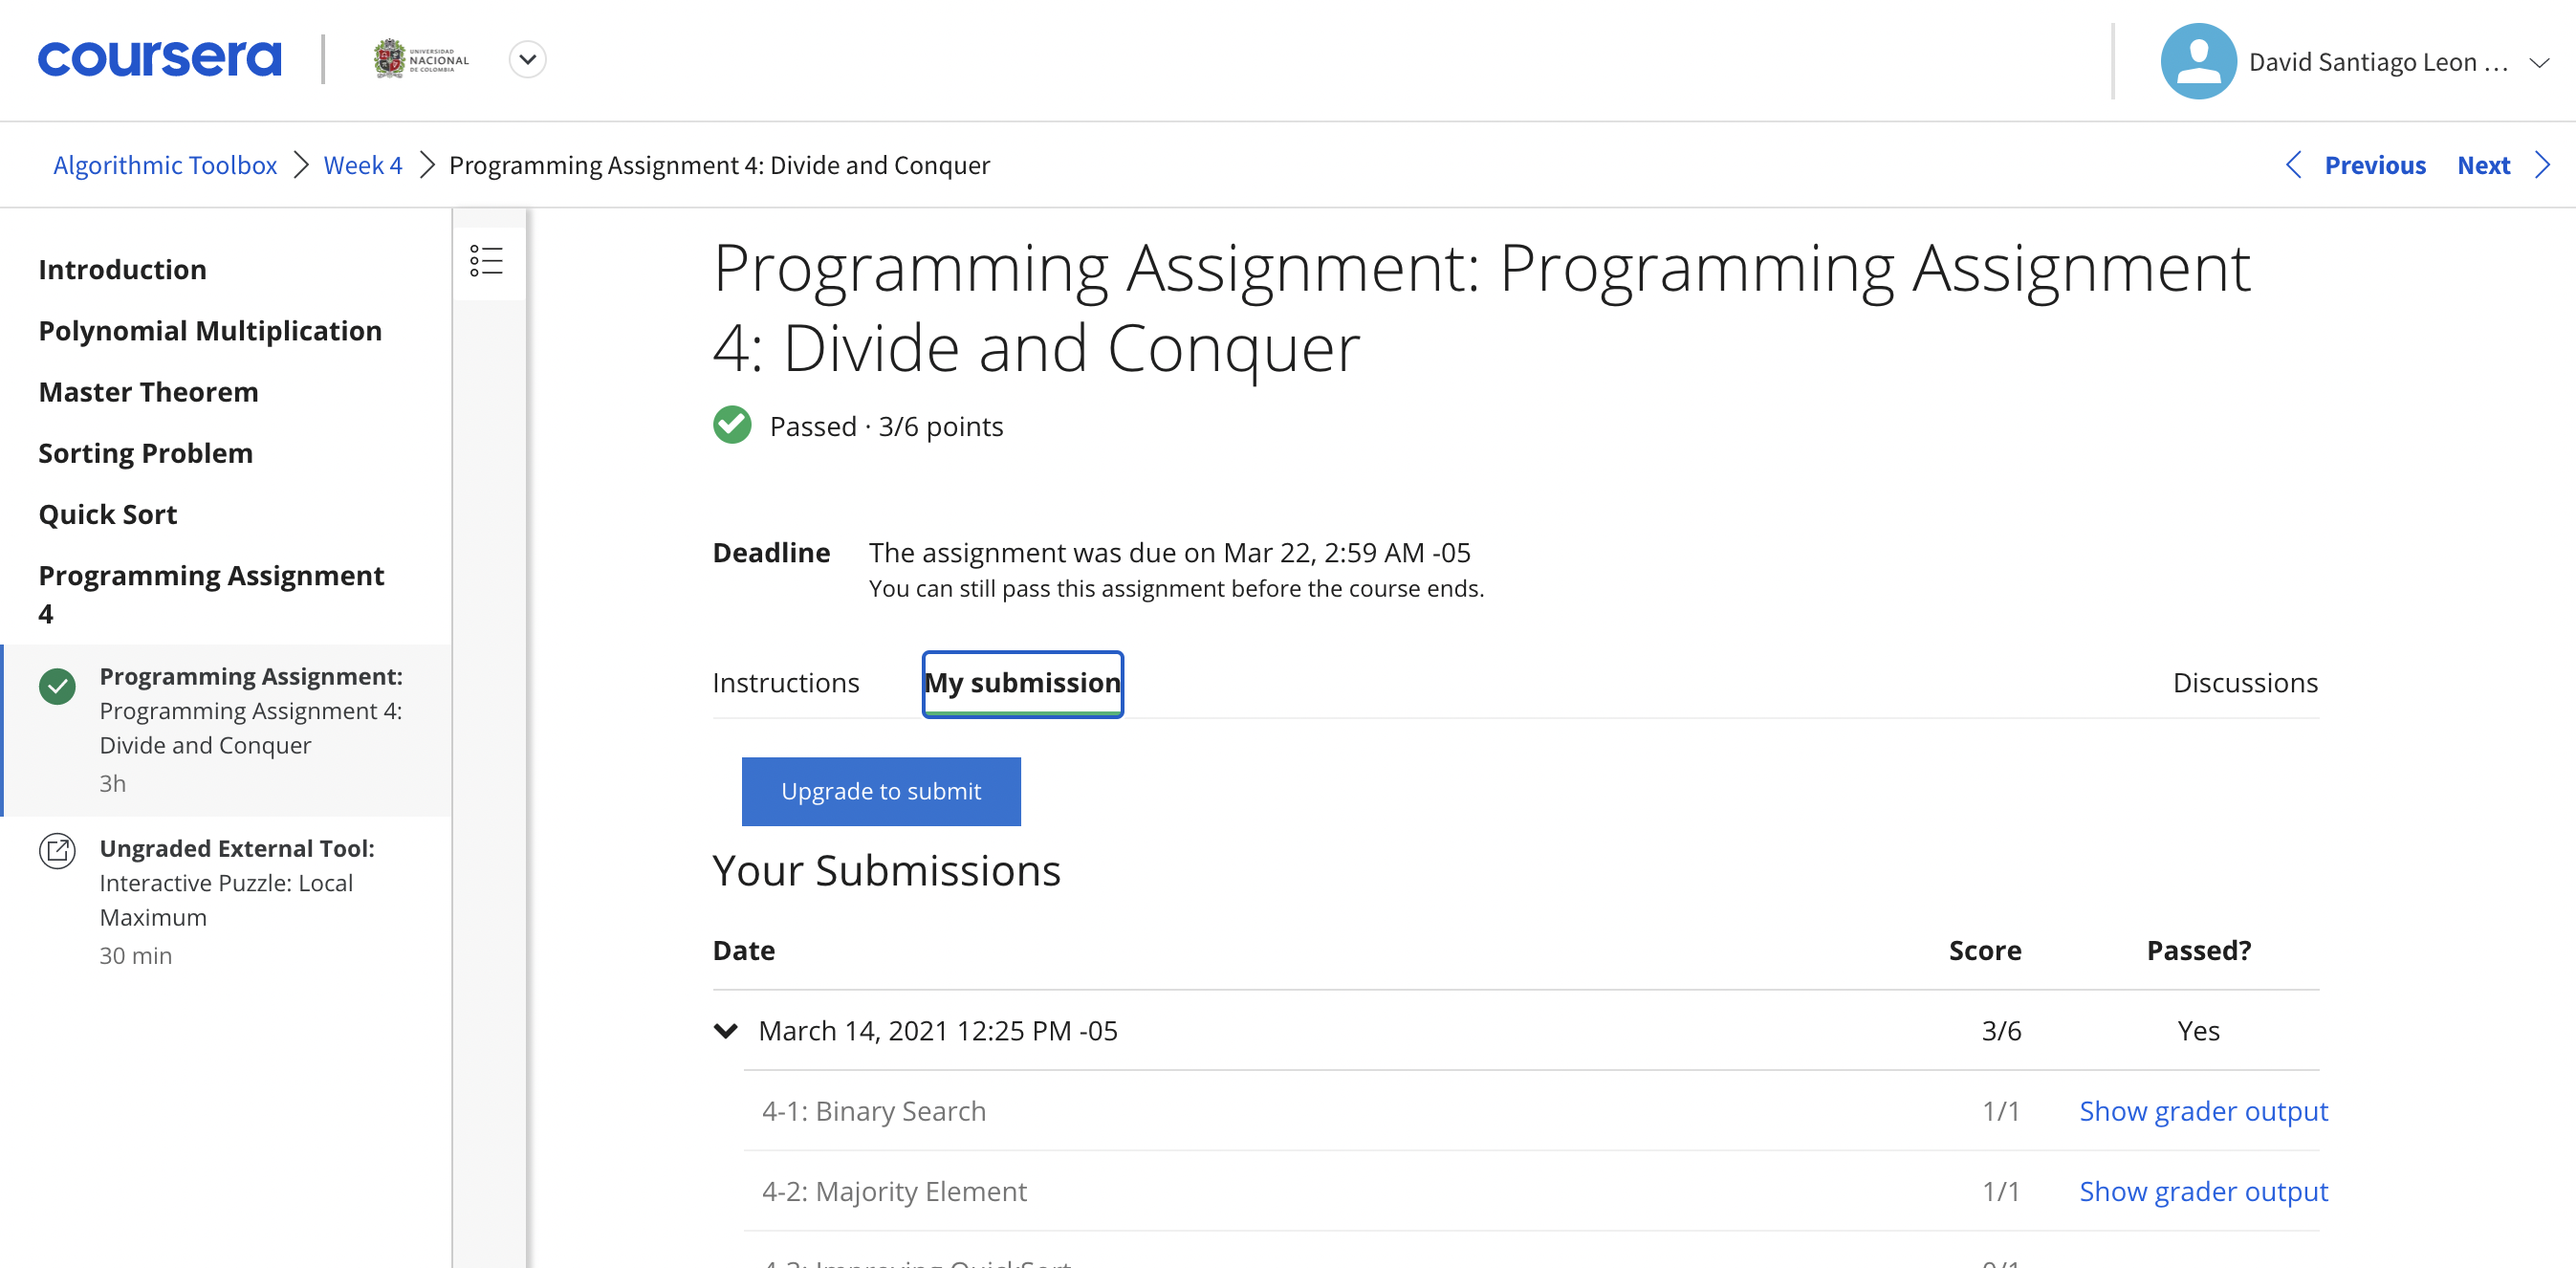 coursera
UNIVERSIDAD
NACIONAL
DE COLOMBIA
David Santiago Leon ...
Algorithmic Toolbox
Week 4
Programming Assignment 4: Divide and Conquer
Previous
Next
Introduction
Polynomial Multiplication
Master Theorem
Sorting Problem
Quick Sort
Programming Assignment
4
Programming Assignment:
Programming Assignment 4:
Divide and Conquer
3h
Ungraded External Tool:
Interactive Puzzle: Local
Maximum
30 min
Programming Assignment: Programming Assignment
4: Divide and Conquer
Passed · 3/6 points
Deadline
The assignment was due on Mar 22, 2:59 AM -05
You can still pass this assignment before the course ends.
Instructions
My submission
Discussions
Upgrade to submit
Your Submissions
Date Score Passed?
March 14, 2021 12:25 PM -05 3/6 Yes
4-1: Binary Search 1/1 Show grader output
4-2: Majority Element 1/1 Show grader output
4-3: Improving QuickSort 0/1